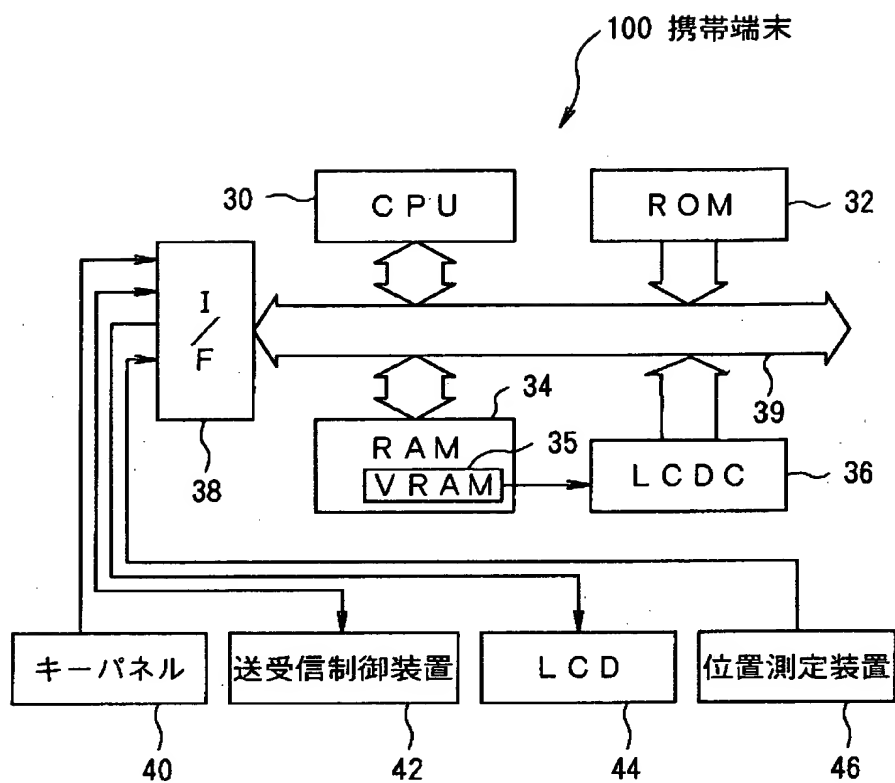 100 携帯端末
30
CPU
ROM
32
I/F
34
39
RAM
35
38
VRAM
LCDC
36
キーパネル
送受信制御装置
LCD
位置測定装置
40
42
44
46